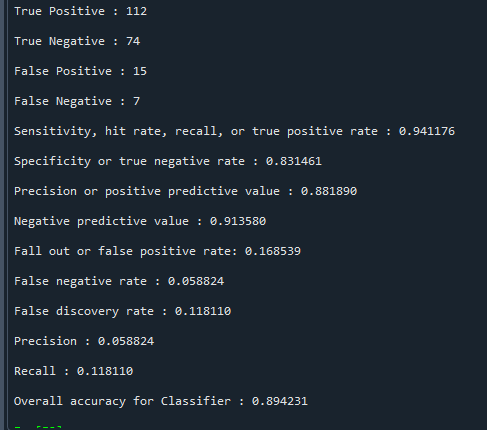 True Positive : 112
True Negative : 74
False Positive : 15
False Negative : 7
Sensitivity, hit rate, recall, or true positive rate : 0.941176
Specificity or true negative rate : 0.831461
Precision or positive predictive value : 0.881890
Negative predictive value : 0.913580
Fall out or false positive rate: 0.168539
False negative rate : 0.058824
False discovery rate : 0.118110
Precision : 0.058824
Recall : 0.118110
Overall accuracy for Classifier : 0.894231